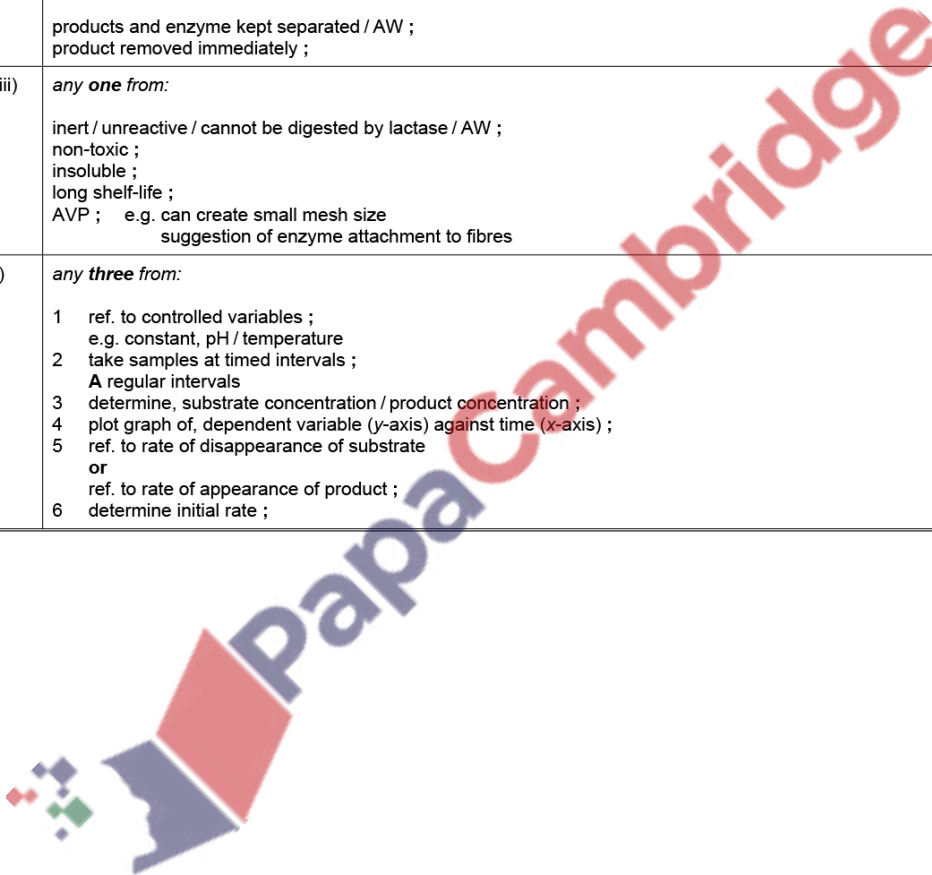 products and enzyme kept separated / AW ;
product removed immediately ;
iii)
any one from:
inert / unreactive / cannot be digested by lactase / AW ;
non-toxic ;
insoluble ;
long shelf-life ;
AVP ; e.g. can create small mesh size
suggestion of enzyme attachment to fibres
)
any three from:
1 ref. to controlled variables ;
e.g. constant, pH / temperature
2 take samples at timed intervals ;
A regular intervals
3 determine, substrate concentration / product concentration ;
4 plot graph of, dependent variable (y-axis) against time (x-axis) ;
5 ref. to rate of disappearance of substrate
or
ref. to rate of appearance of product ;
6 determine initial rate ;
PapaCambridge